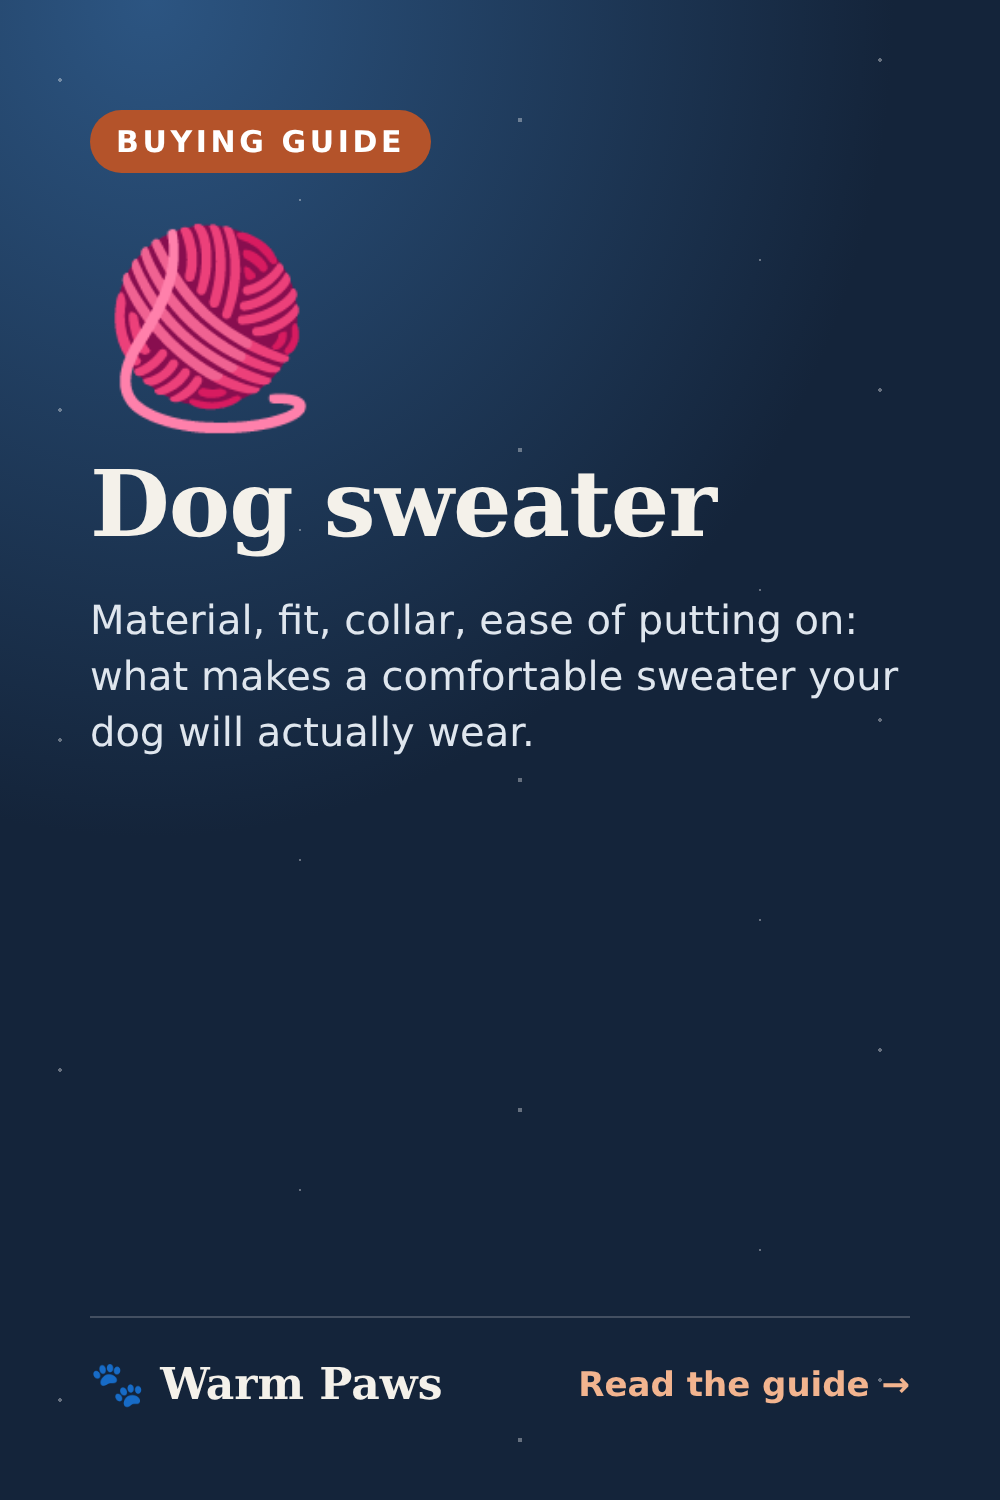 BUYING GUIDE
Dog sweater
Material, fit, collar, ease of putting on:
what makes a comfortable sweater your
dog will actually wear.
Warm Paws
Read the guide →